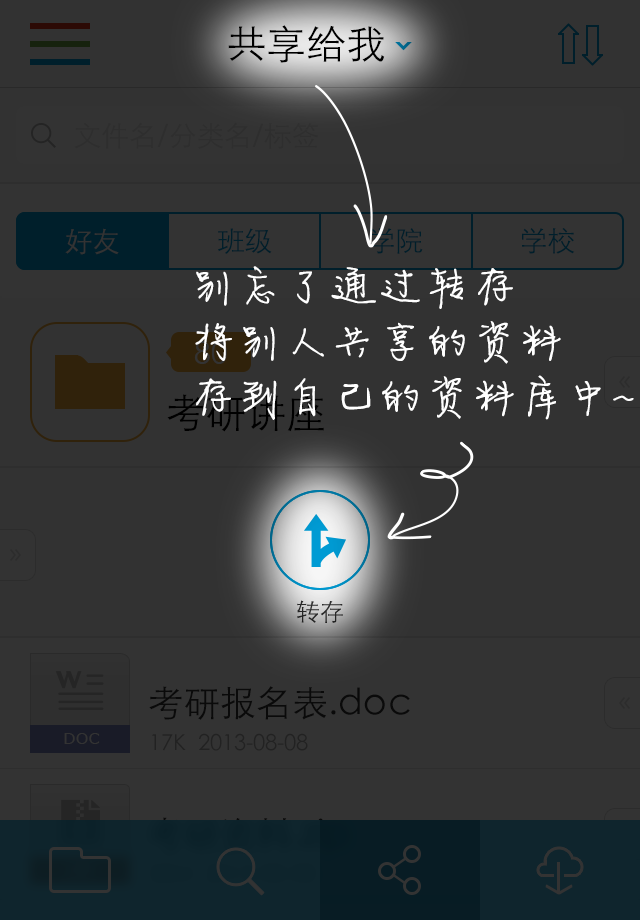 共享给我
文件名/分类名/标签
好友
班级
学院
学校
别忘了通过转存
将别人共享的资料
存到自己的资料库中~
考研讲座
转存
W
考研报名表.doc
DOC
17K 2013-08-08